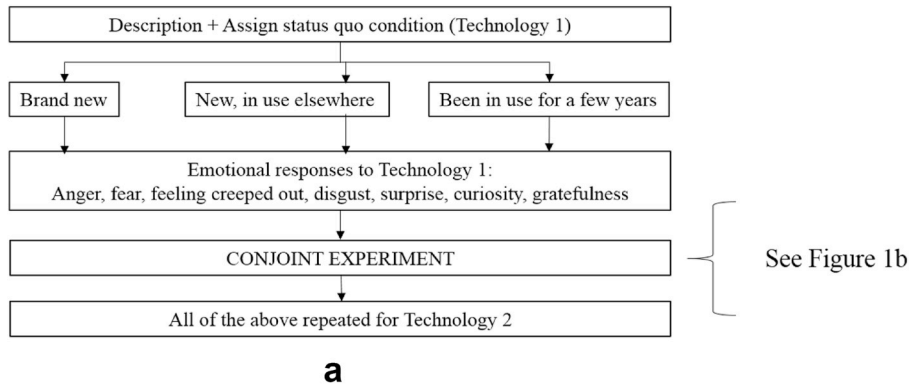 Description + Assign status quo condition (Technology 1)
Brand new
New, in use elsewhere
Been in use for a few years
Emotional responses to Technology 1:
Anger, fear, feeling creeped out, disgust, surprise, curiosity, gratefulness
CONJOINT EXPERIMENT
See Figure 1b
All of the above repeated for Technology 2
a